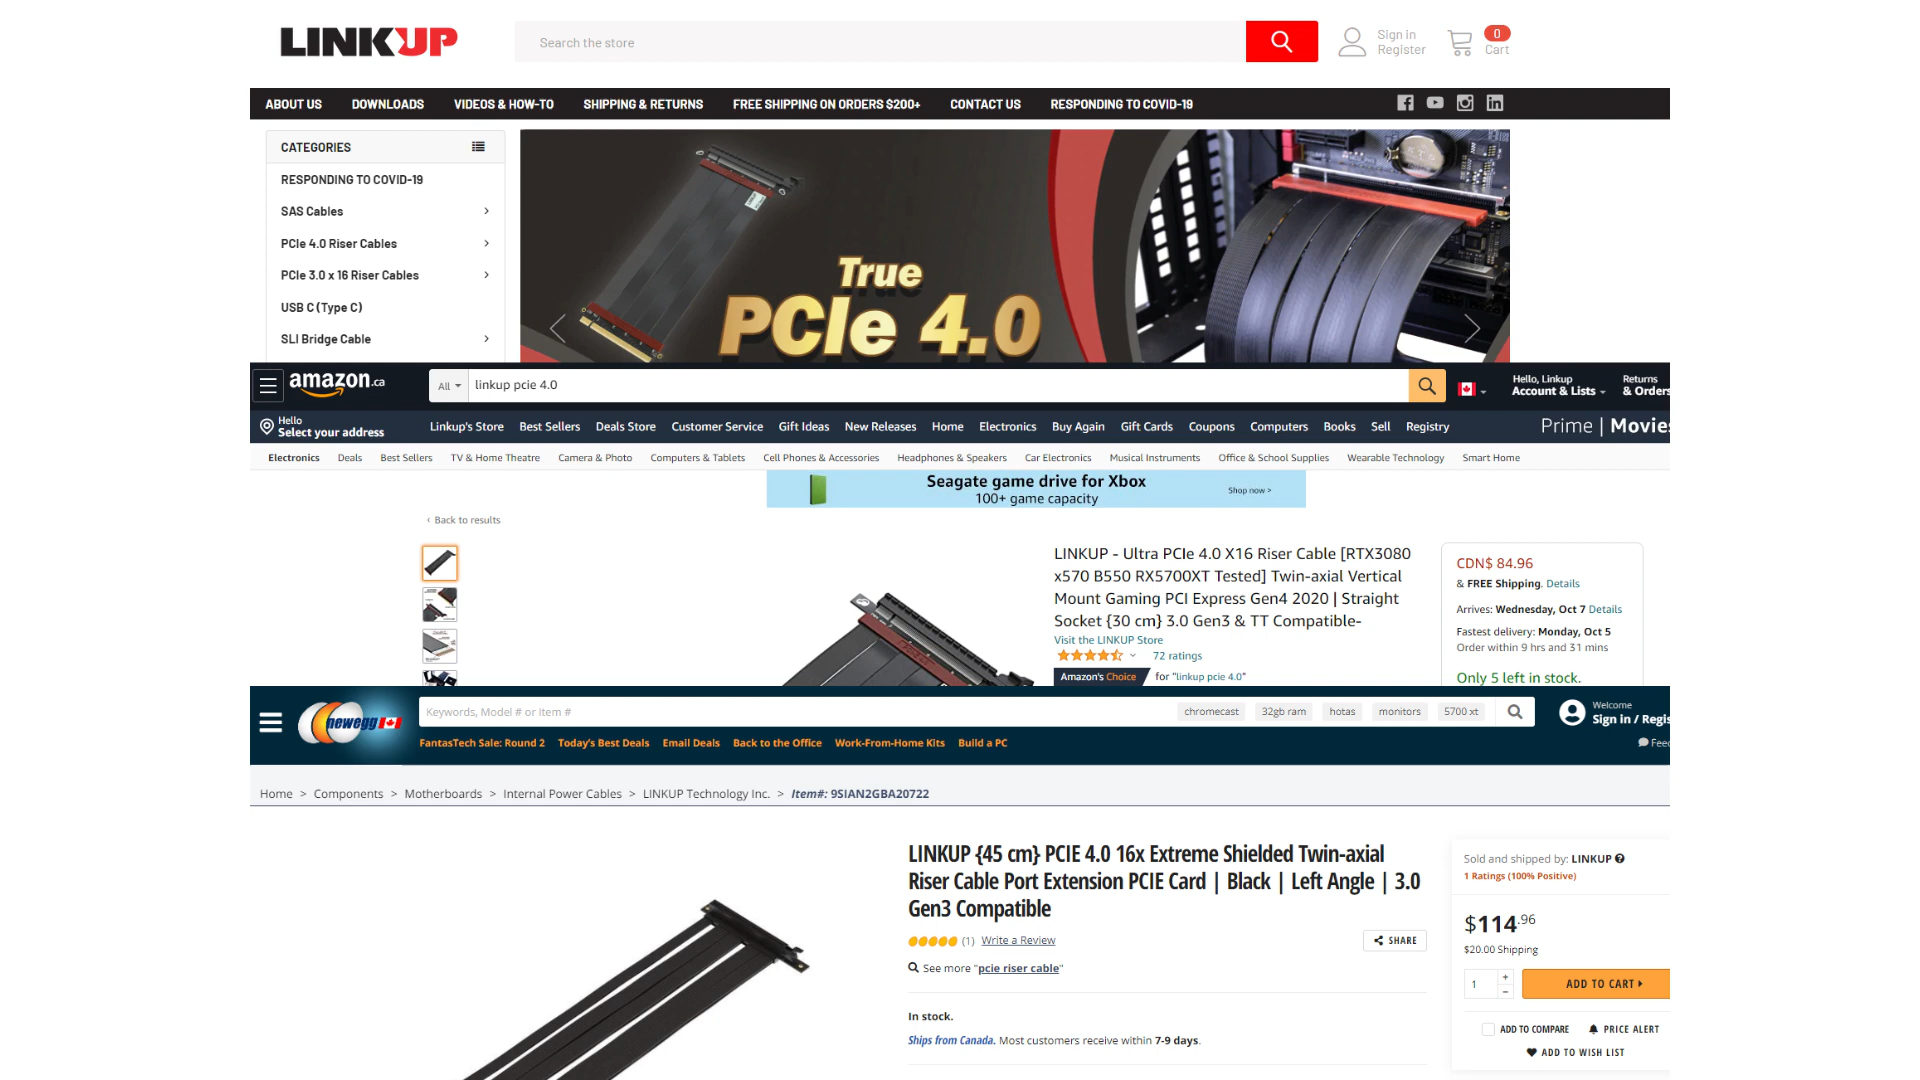 LINKUP
Search the store
Sign in
Register
0
Cart
ABOUT US DOWNLOADS VIDEOS & HOW-TO SHIPPING & RETURNS FREE SHIPPING ON ORDERS $200+ CONTACT US RESPONDING TO COVID-19
CATEGORIES
RESPONDING TO COVID-19
SAS Cables
PCIe 4.0 Riser Cables
PCIe 3.0 x 16 Riser Cables
USB C (Type C)
SLI Bridge Cable
True
PCIe 4.0
amazon.ca
All
linkup pcie 4.0
Hello, Linkup
Account & Lists
Returns
& Orders
Hello
Select your address
Linkup's Store Best Sellers Deals Store Customer Service Gift Ideas New Releases Home Electronics Buy Again Gift Cards Coupons Computers Books Sell Registry
Prime | Movies
Electronics Deals Best Sellers TV & Home Theatre Camera & Photo Computers & Tablets Cell Phones & Accessories Headphones & Speakers Car Electronics Musical Instruments Office & School Supplies Wearable Technology Smart Home
Seagate game drive for Xbox
100+ game capacity
Shop now >
‹ Back to results
LINKUP - Ultra PCIe 4.0 X16 Riser Cable [RTX3080
x570 B550 RX5700XT Tested] Twin-axial Vertical
Mount Gaming PCI Express Gen4 2020 | Straight
Socket {30 cm} 3.0 Gen3 & TT Compatible-
Visit the LINKUP Store
72 ratings
Amazon's Choice for "linkup pcie 4.0"
CDN$ 84.96
& FREE Shipping. Details
Arrives: Wednesday, Oct 7 Details
Fastest delivery: Monday, Oct 5
Order within 9 hrs and 31 mins
Only 5 left in stock.
newegg
Keywords, Model # or Item #
chromecast 32gb ram hotas monitors 5700 xt
Welcome
Sign in / Regis
Feed
FantasTech Sale: Round 2 Today's Best Deals Email Deals Back to the Office Work-From-Home Kits Build a PC
Home > Components > Motherboards > Internal Power Cables > LINKUP Technology Inc. > Item#: 9SIAN2GBA20722
LINKUP {45 cm} PCIE 4.0 16x Extreme Shielded Twin-axial
Riser Cable Port Extension PCIE Card | Black | Left Angle | 3.0
Gen3 Compatible
(1) Write a Review
SHARE
See more "pcie riser cable"
In stock.
Ships from Canada. Most customers receive within 7-9 days.
Sold and shipped by: LINKUP
1 Ratings (100% Positive)
$114.96
$20.00 Shipping
1
+
−
ADD TO CART
ADD TO COMPARE
PRICE ALERT
ADD TO WISH LIST